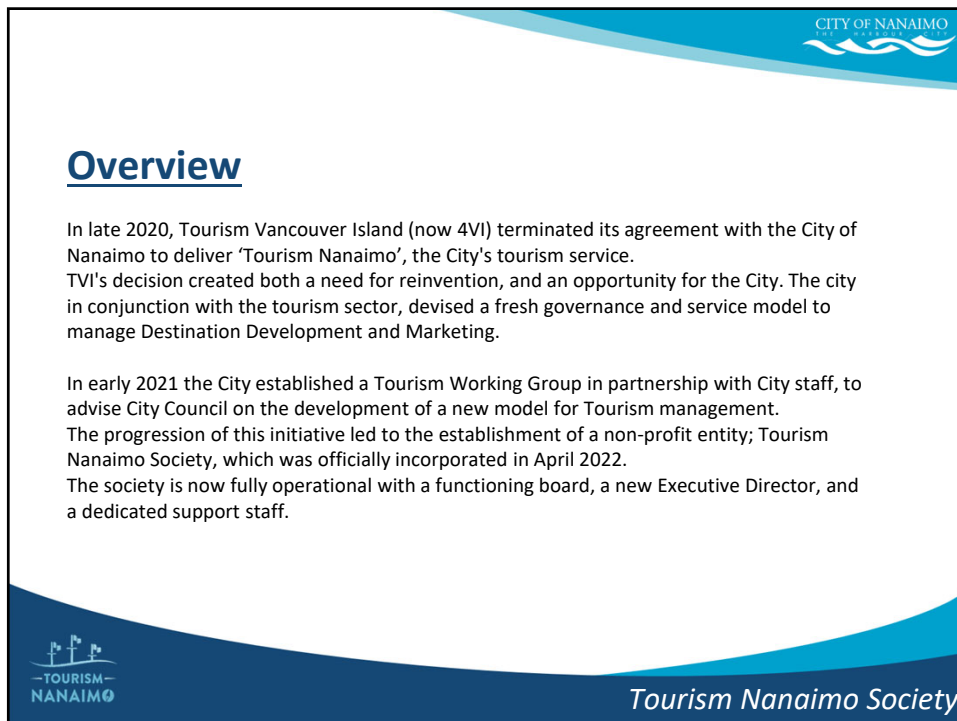 CITY OF NANAIMO
THE HARBOUR CITY
Overview
In late 2020, Tourism Vancouver Island (now 4VI) terminated its agreement with the City of
Nanaimo to deliver ‘Tourism Nanaimo’, the City's tourism service.
TVI's decision created both a need for reinvention, and an opportunity for the City. The city
in conjunction with the tourism sector, devised a fresh governance and service model to
manage Destination Development and Marketing.
In early 2021 the City established a Tourism Working Group in partnership with City staff, to
advise City Council on the development of a new model for Tourism management.
The progression of this initiative led to the establishment of a non-profit entity; Tourism
Nanaimo Society, which was officially incorporated in April 2022.
The society is now fully operational with a functioning board, a new Executive Director, and
a dedicated support staff.
TOURISM
NANAIMO
Tourism Nanaimo Society